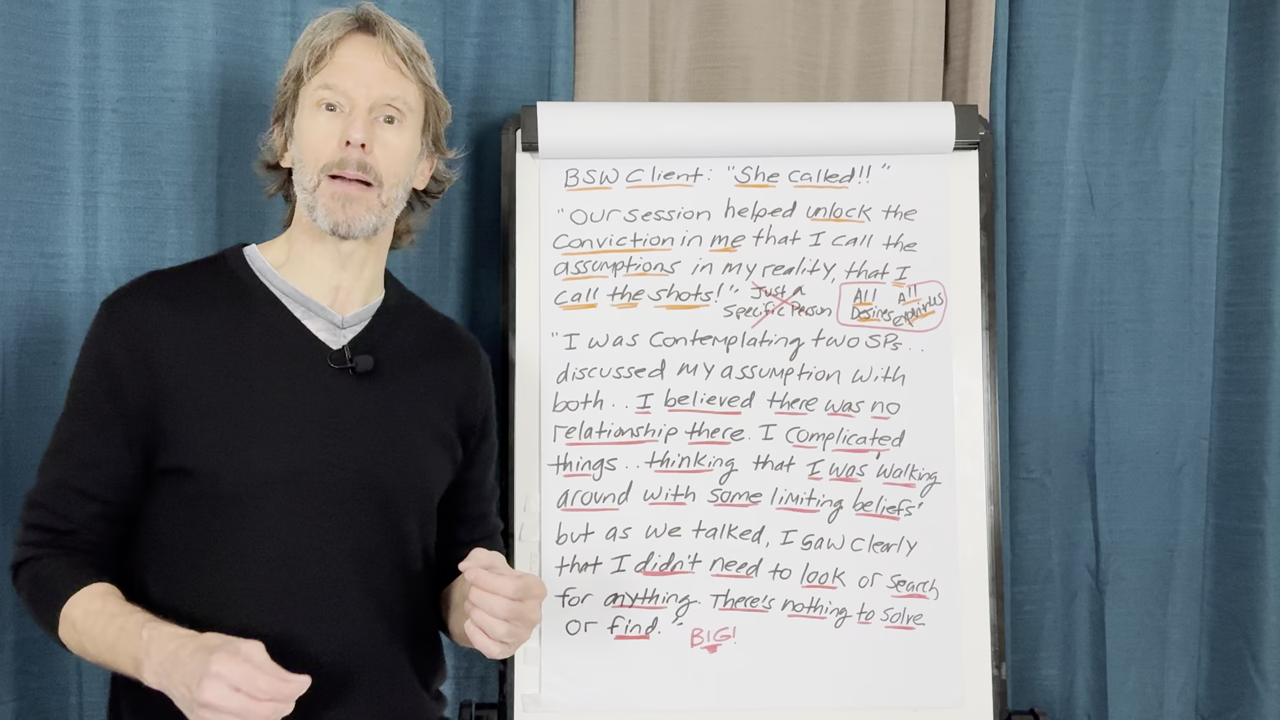 BSW Client: "She Called!!"
"Our session helped unlock the
Conviction in me that I call the
assumptions in my reality, that I
call the shots!"
Just a
Specific Person
All All
Desires
"I was Contemplating two SPs..
discussed my assumption with
both.. I believed there was no
relationship there. I complicated
things.. thinking that I was 'walking
around with some limiting beliefs'
but as we talked, I saw clearly
that I didn't need to look or search
for anything. There's nothing to solve
or find."
BIG!